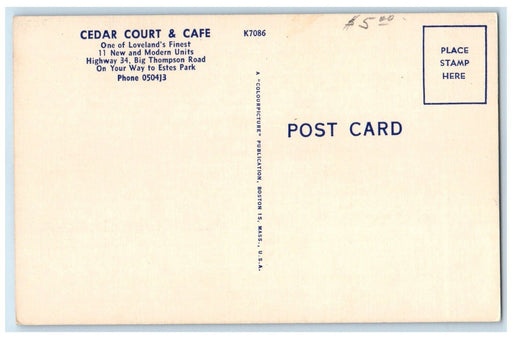 CEDAR COURT & CAFE
One of Loveland's Finest
11 New and Modern Units
Highway 34, Big Thompson Road
On Your Way to Estes Park
Phone 0504J3
K7086
$5.00
PLACE
STAMP
HERE
A "COLOURPICTURE" PUBLICATION, BOSTON 15, MASS., U.S.A.
POST CARD